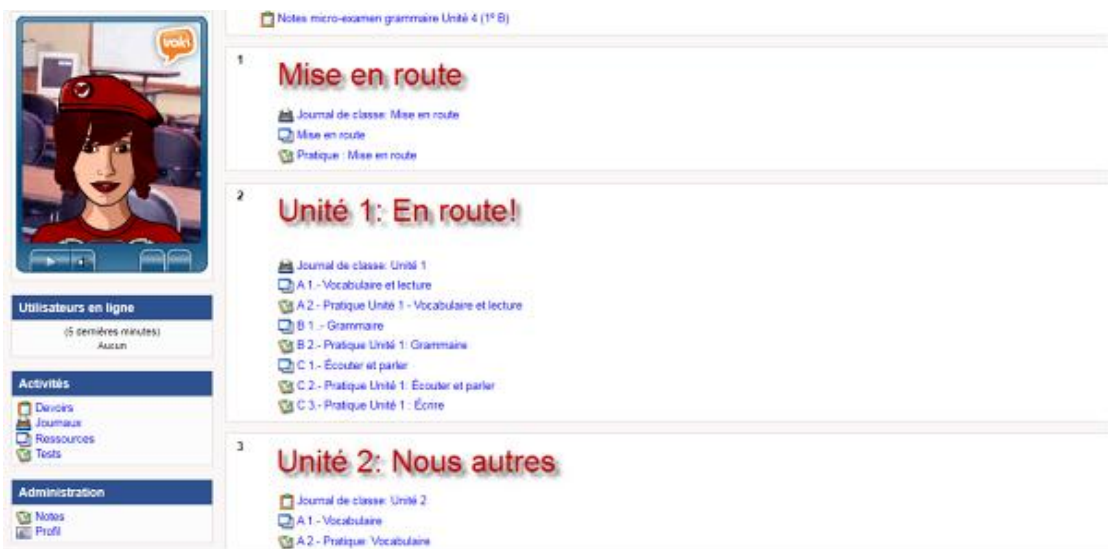 Notes micro-examen grammaire Unité 4 (1º B)
voki
1
Mise en route
Journal de classe: Mise en route
Mise en route
Pratique : Mise en route
2
Unité 1: En route!
Journal de classe: Unité 1
A 1.- Vocabulaire et lecture
A 2.- Pratique Unité 1 - Vocabulaire et lecture
B 1 .- Grammaire
B 2.- Pratique Unité 1: Grammaire
C 1.- Écouter et parler
C 2.- Pratique Unité 1: Écouter et parler
C 3.- Pratique Unité 1 : Écrire
Utilisateurs en ligne
(5 dernières minutes)
Aucun
Activités
Devoirs
Journaux
Ressources
Tests
3
Unité 2: Nous autres
Journal de classe: Unité 2
A 1.- Vocabulaire
A 2.- Pratique: Vocabulaire
Administration
Notes
Profil